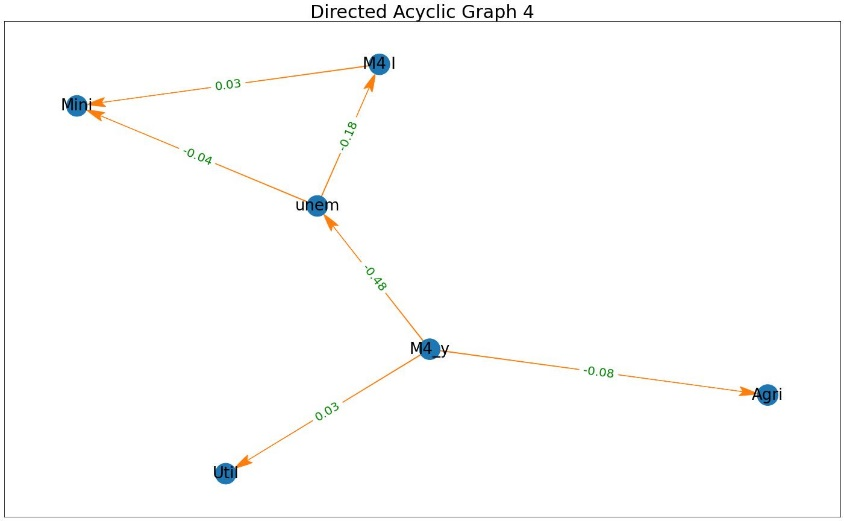 Directed Acyclic Graph 4
M4 l
0.03
Mini
-0.18
-0.04
unem
-0.48
M4_y
-0.08
Agri
0.03
Util